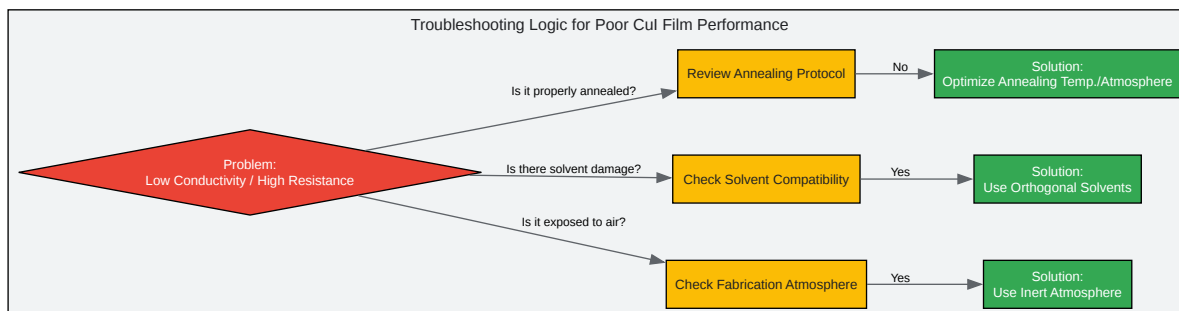 Troubleshooting Logic for Poor CuI Film Performance
Is it properly annealed?
Review Annealing Protocol
No
Solution:
Optimize Annealing Temp./Atmosphere
Problem:
Low Conductivity / High Resistance
Is there solvent damage?
Check Solvent Compatibility
Yes
Solution:
Use Orthogonal Solvents
Is it exposed to air?
Check Fabrication Atmosphere
Yes
Solution:
Use Inert Atmosphere